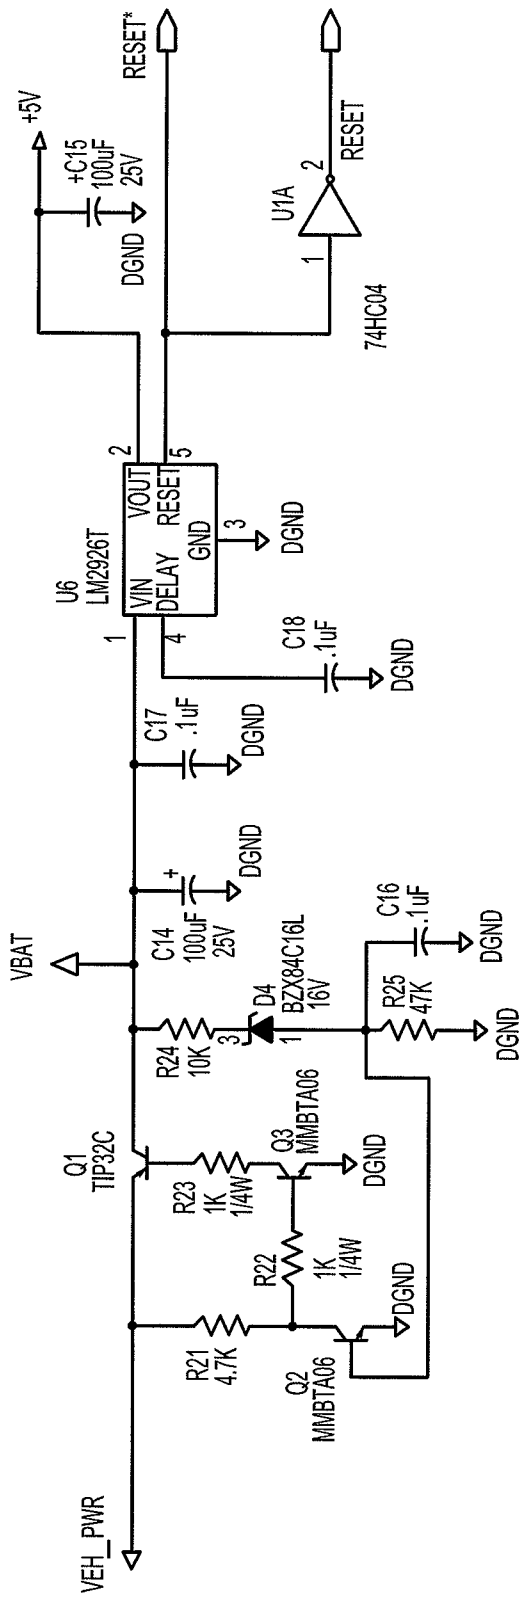 VEH_PWR
R21
4.7K
Q2
MMBTA06
DGND
R22
1K
1/4W
Q1
TIP32C
R23
1K
1/4W
Q3
MMBTA06
DGND
R24
10K
3
D4
BZX84C16L
16V
1
R25
47K
DGND
C16
.1uF
DGND
VBAT
C14
+
100uF
25V
DGND
C17
.1uF
DGND
C18
.1uF
DGND
U6
LM2926T
1
VIN
VOUT
2
4
DELAY
RESET
5
GND
3
DGND
+5V
+C15
100uF
25V
DGND
RESET*
U1A
1
2
74HC04
RESET